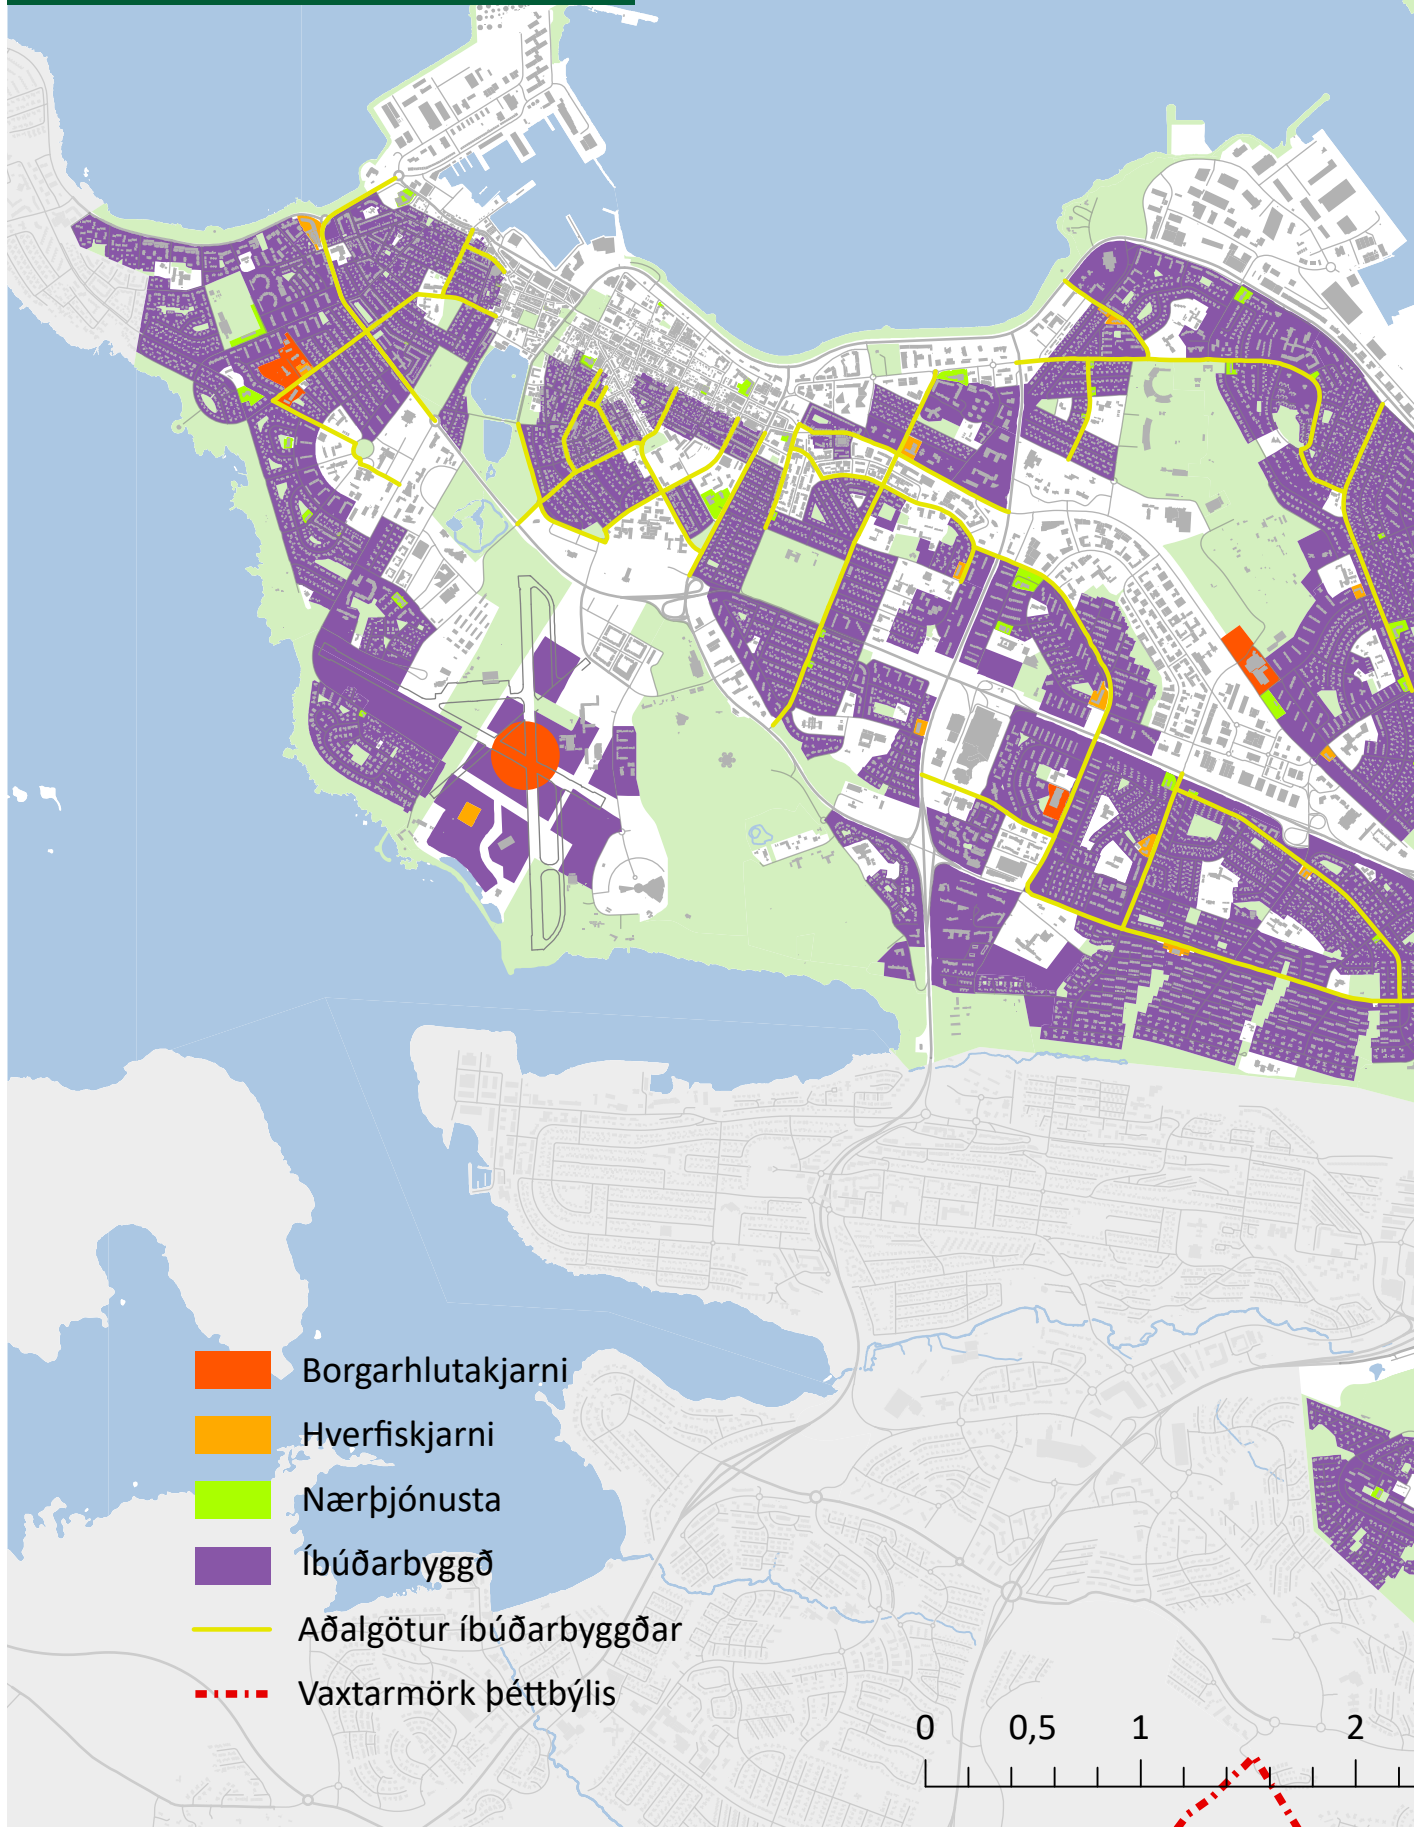 Borgarhlutakjarni
Hverfiskjarni
Nærþjónusta
Íbúðarbyggð
Aðalgötur íbúðarbyggðar
Vaxtarmörk þéttbýlis
0 0,5 1 2